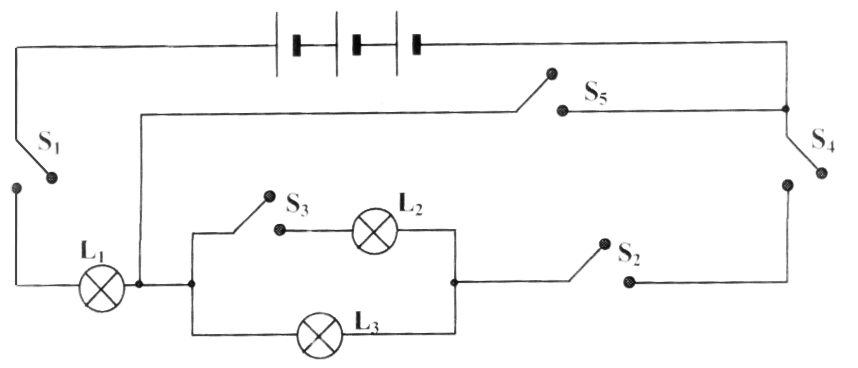 S₅
S₁
S₄
S₃
L₂
L₁
S₂
L₃